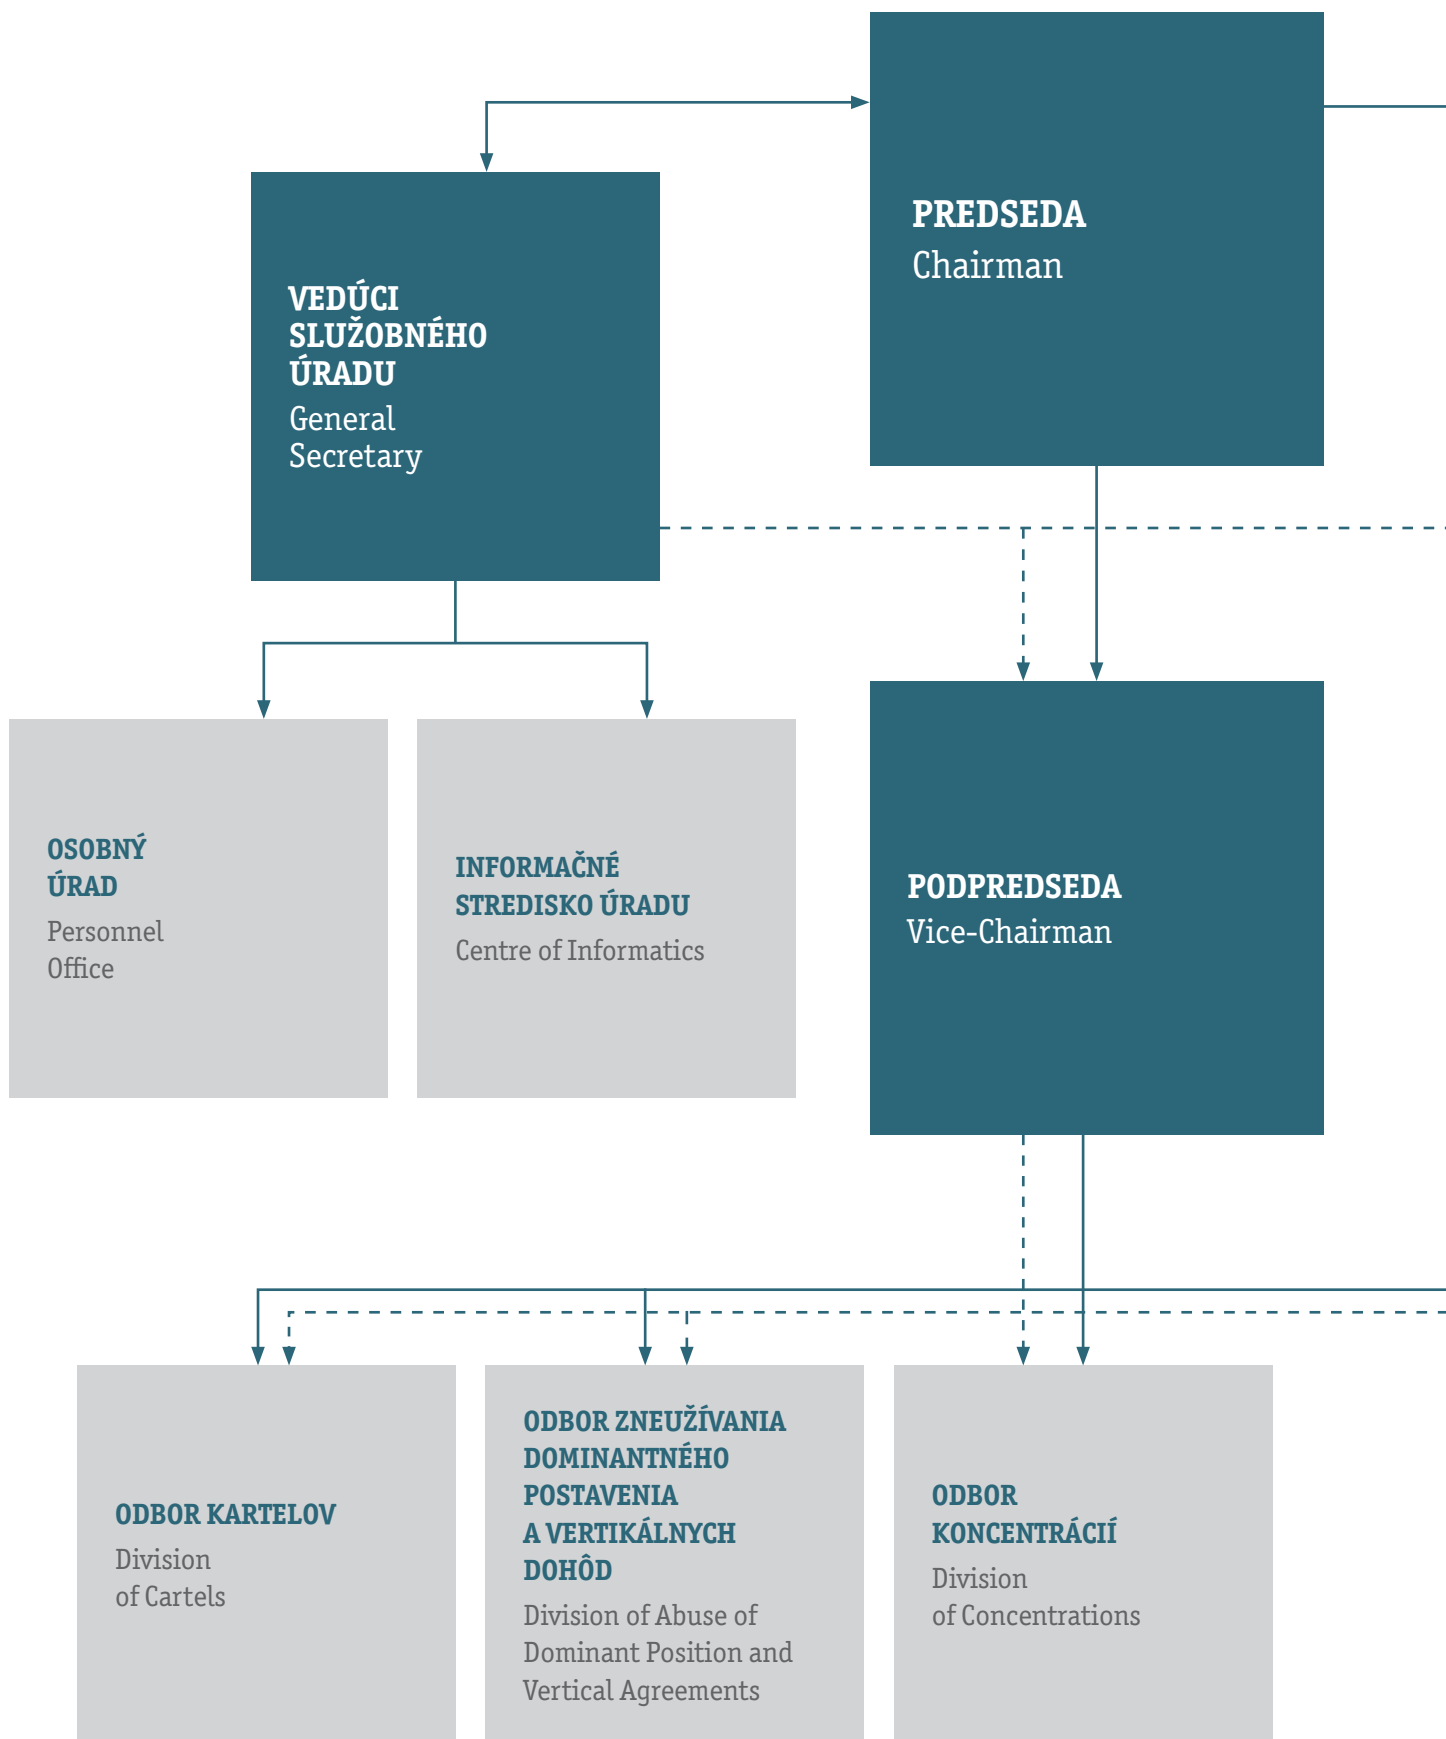 PREDSEDA
Chairman
VEDÚCI
SLUŽOBNÉHO
ÚRADU
General
Secretary
OSOBNÝ
ÚRAD
Personnel
Office
INFORMAČNÉ
STREDISKO ÚRADU
Centre of Informatics
PODPREDSEDA
Vice-Chairman
ODBOR KARTELOV
Division
of Cartels
ODBOR ZNEUŽÍVANIA
DOMINANTNÉHO
POSTAVENIA
A VERTIKÁLNYCH
DOHÔD
Division of Abuse of
Dominant Position and
Vertical Agreements
ODBOR
KONCENTRÁCIÍ
Division
of Concentrations